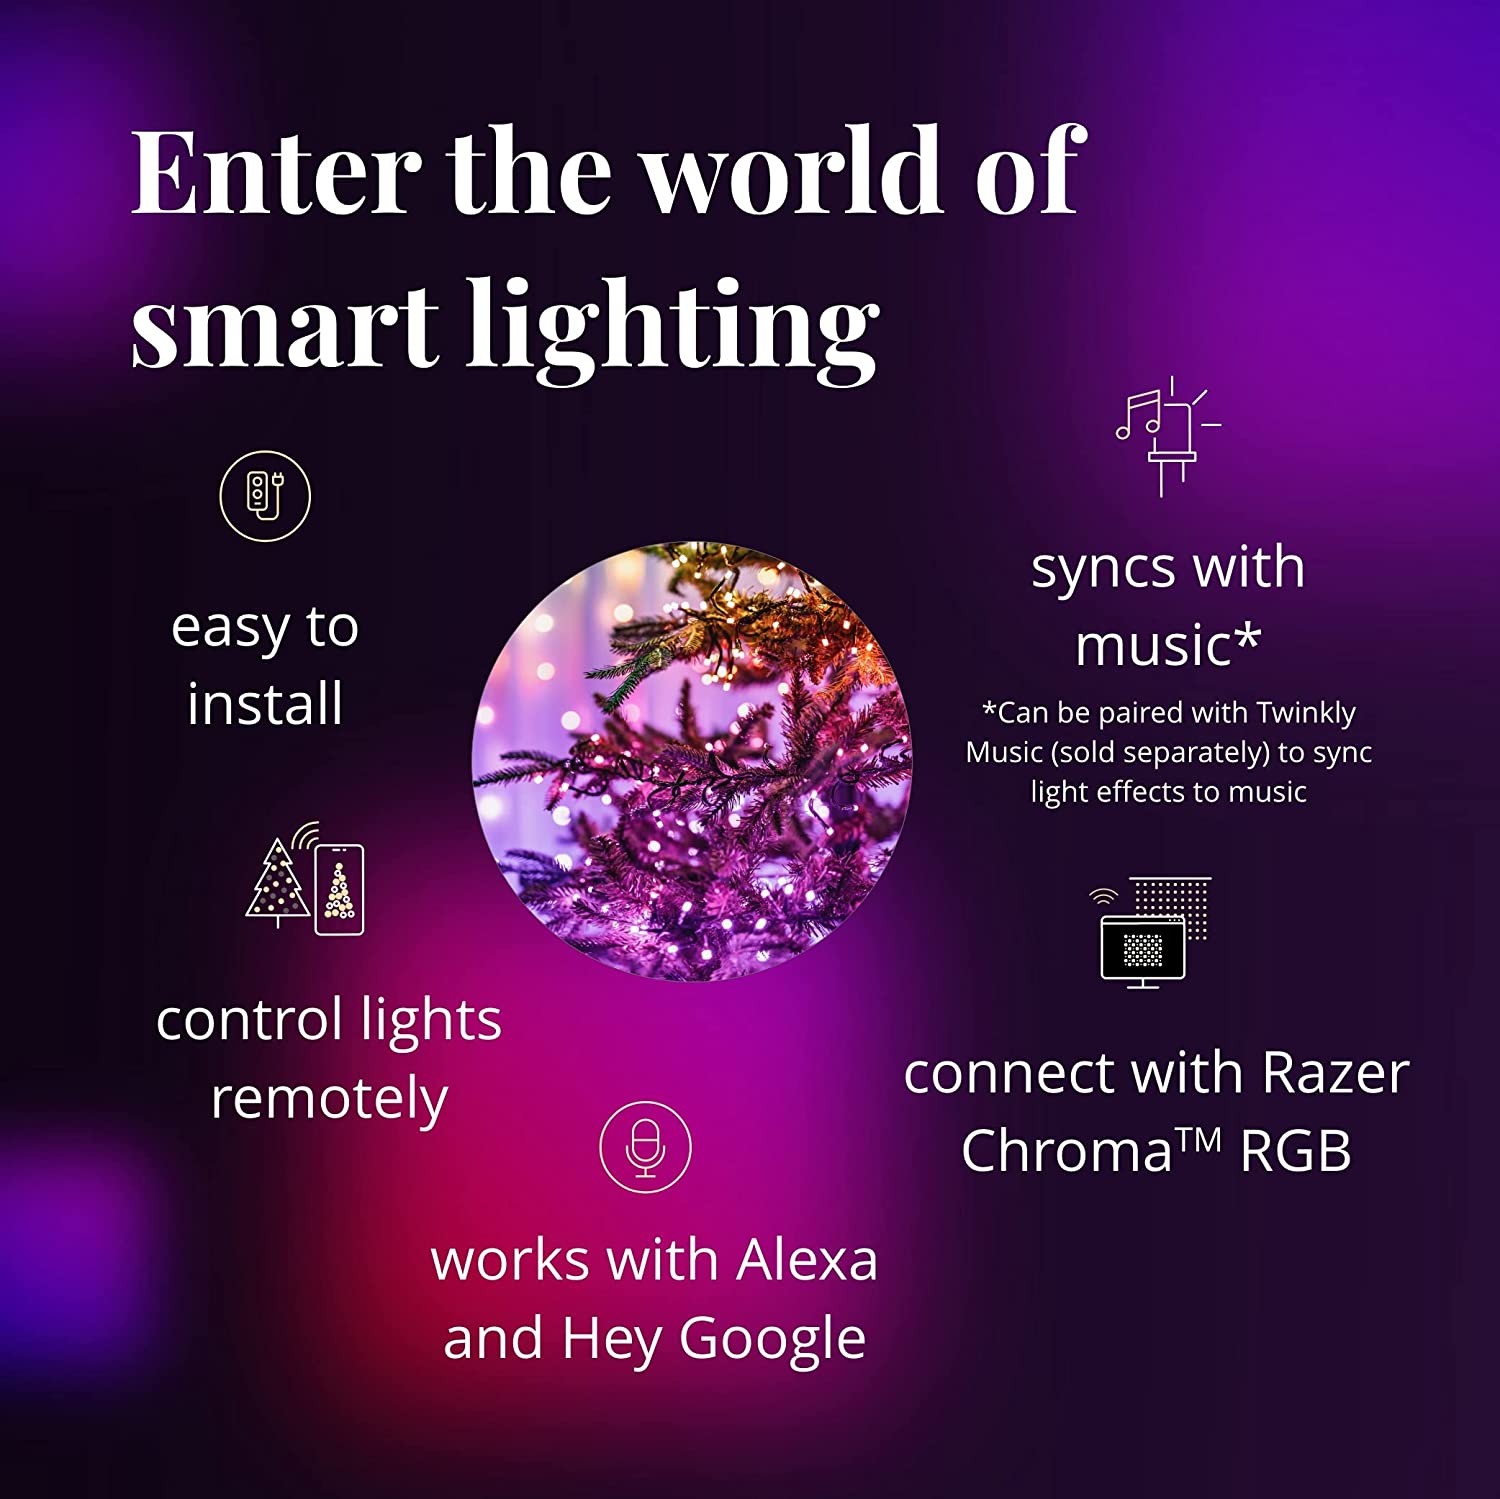 Enter the world of
smart lighting
easy to
install
control lights
remotely
works with Alexa
and Hey Google
syncs with
music*
*Can be paired with Twinkly
Music (sold separately) to sync
light effects to music
connect with Razer
Chroma™ RGB